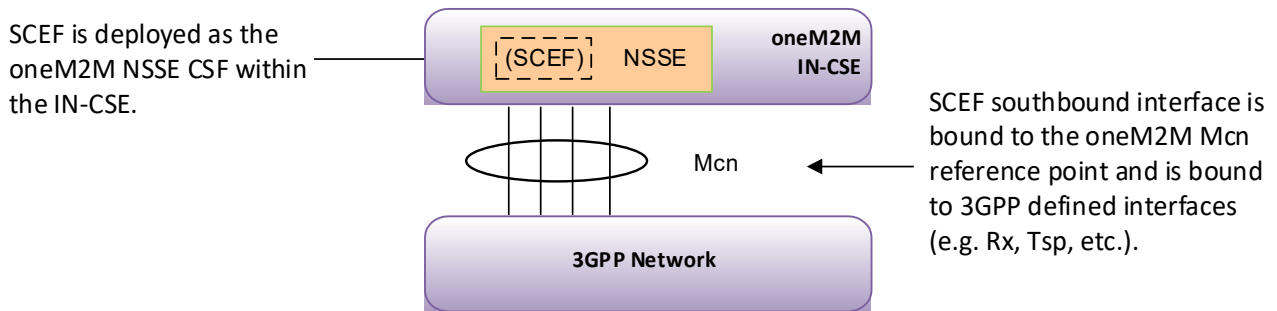 SCEF is deployed as the
oneM2M NSSE CSF within
the IN-CSE.
(SCEF) NSSE
oneM2M
IN-CSE
SCEF southbound interface is
bound to the oneM2M Mcn
reference point and is bound
to 3GPP defined interfaces
(e.g. Rx, Tsp, etc.).
Mcn
3GPP Network